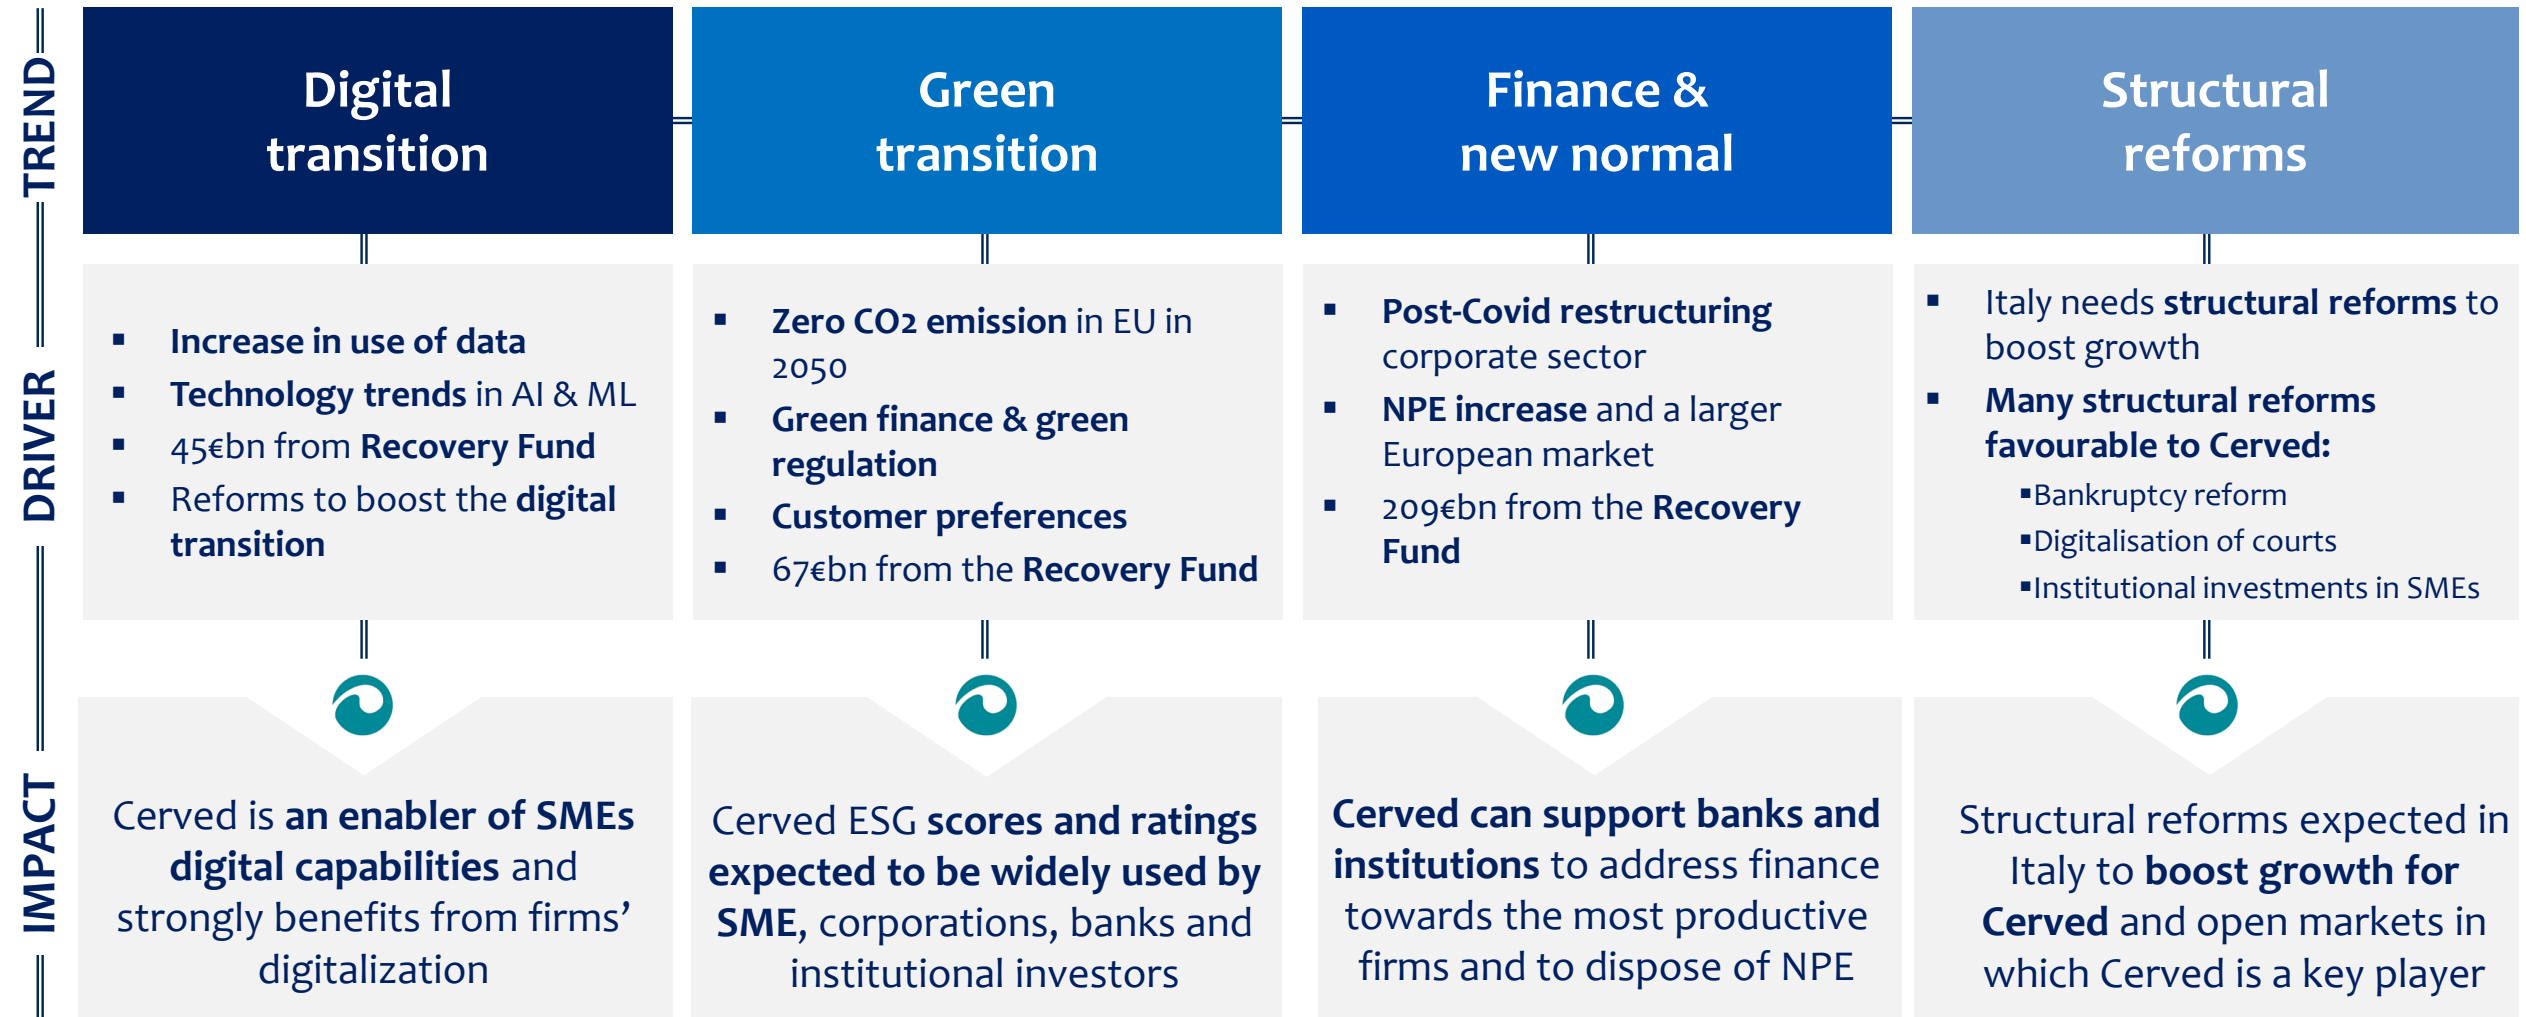 TREND
Digital
transition
Green
transition
Finance &
new normal
Structural
reforms
DRIVER
▪ Increase in use of data
▪ Technology trends in AI & ML
▪ 45€bn from Recovery Fund
▪ Reforms to boost the digital
transition
▪ Zero CO2 emission in EU in
2050
▪ Green finance & green
regulation
▪ Customer preferences
▪ 67€bn from the Recovery Fund
▪ Post-Covid restructuring
corporate sector
▪ NPE increase and a larger
European market
▪ 209€bn from the Recovery
Fund
▪ Italy needs structural reforms to
boost growth
▪ Many structural reforms
favourable to Cerved:
▪Bankruptcy reform
▪Digitalisation of courts
▪Institutional investments in SMEs
IMPACT
Cerved is an enabler of SMEs
digital capabilities and
strongly benefits from firms’
digitalization
Cerved ESG scores and ratings
expected to be widely used by
SME, corporations, banks and
institutional investors
Cerved can support banks and
institutions to address finance
towards the most productive
firms and to dispose of NPE
Structural reforms expected in
Italy to boost growth for
Cerved and open markets in
which Cerved is a key player